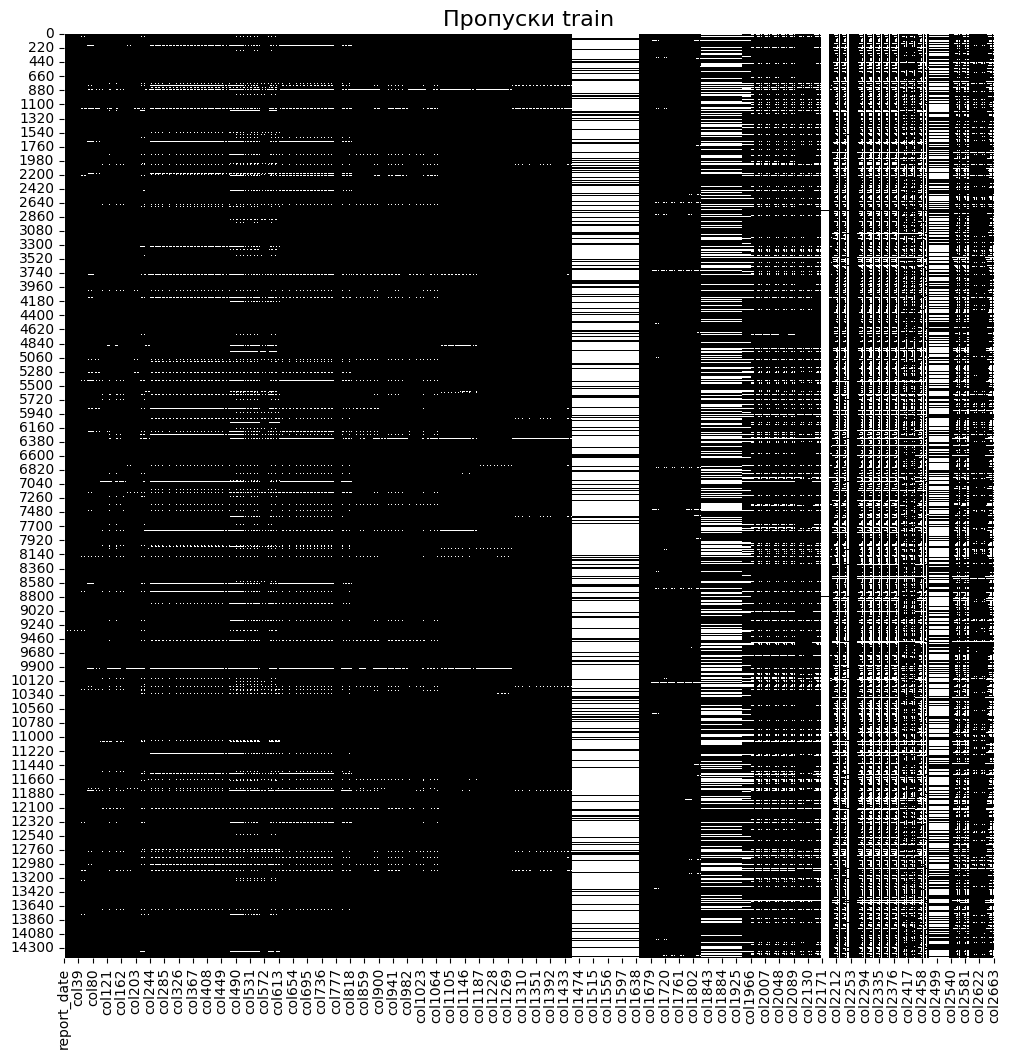 Пропуски train
0
220
440
660
880
1100
1320
1540
1760
1980
2200
2420
2640
2860
3080
3300
3520
3740
3960
4180
4400
4620
4840
5060
5280
5500
5720
5940
6160
6380
6600
6820
7040
7260
7480
7700
7920
8140
8360
8580
8800
9020
9240
9460
9680
9900
10120
10340
10560
10780
11000
11220
11440
11660
11880
12100
12320
12540
12760
12980
13200
13420
13640
13860
14080
14300
report_date
col39
col80
col121
col162
col203
col244
col285
col326
col367
col408
col449
col490
col531
col572
col613
col654
col695
col736
col777
col818
col859
col900
col941
col982
col1023
col1064
col1105
col1146
col1187
col1228
col1269
col1310
col1351
col1392
col1433
col1474
col1515
col1556
col1597
col1638
col1679
col1720
col1761
col1802
col1843
col1884
col1925
col1966
col2007
col2048
col2089
col2130
col2171
col2212
col2253
col2294
col2335
col2376
col2417
col2458
col2499
col2540
col2581
col2622
col2663